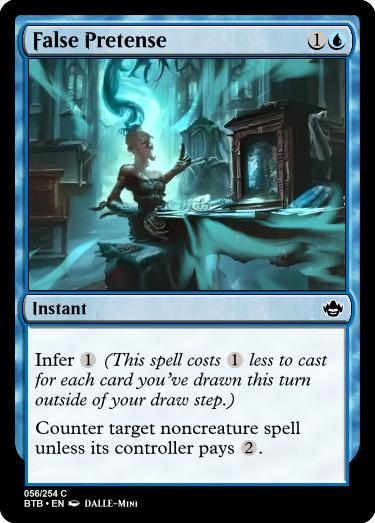 False Pretense 1
Instant
Infer 1 (This spell costs 1 less to cast
for each card you've drawn this turn
outside of your draw step.)
Counter target noncreature spell
unless its controller pays 2.
056/254 C
BTB • EN DALLE-Mini